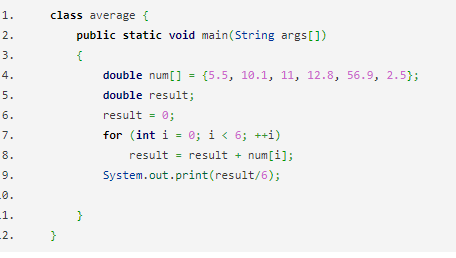 1. class average {
2. public static void main(String args[])
3. {
4. double num[] = {5.5, 10.1, 11, 12.8, 56.9, 2.5};
5. double result;
6. result = 0;
7. for (int i = 0; i < 6; ++i)
8. result = result + num[i];
9. System.out.print(result/6);
0.
1. }
2. }